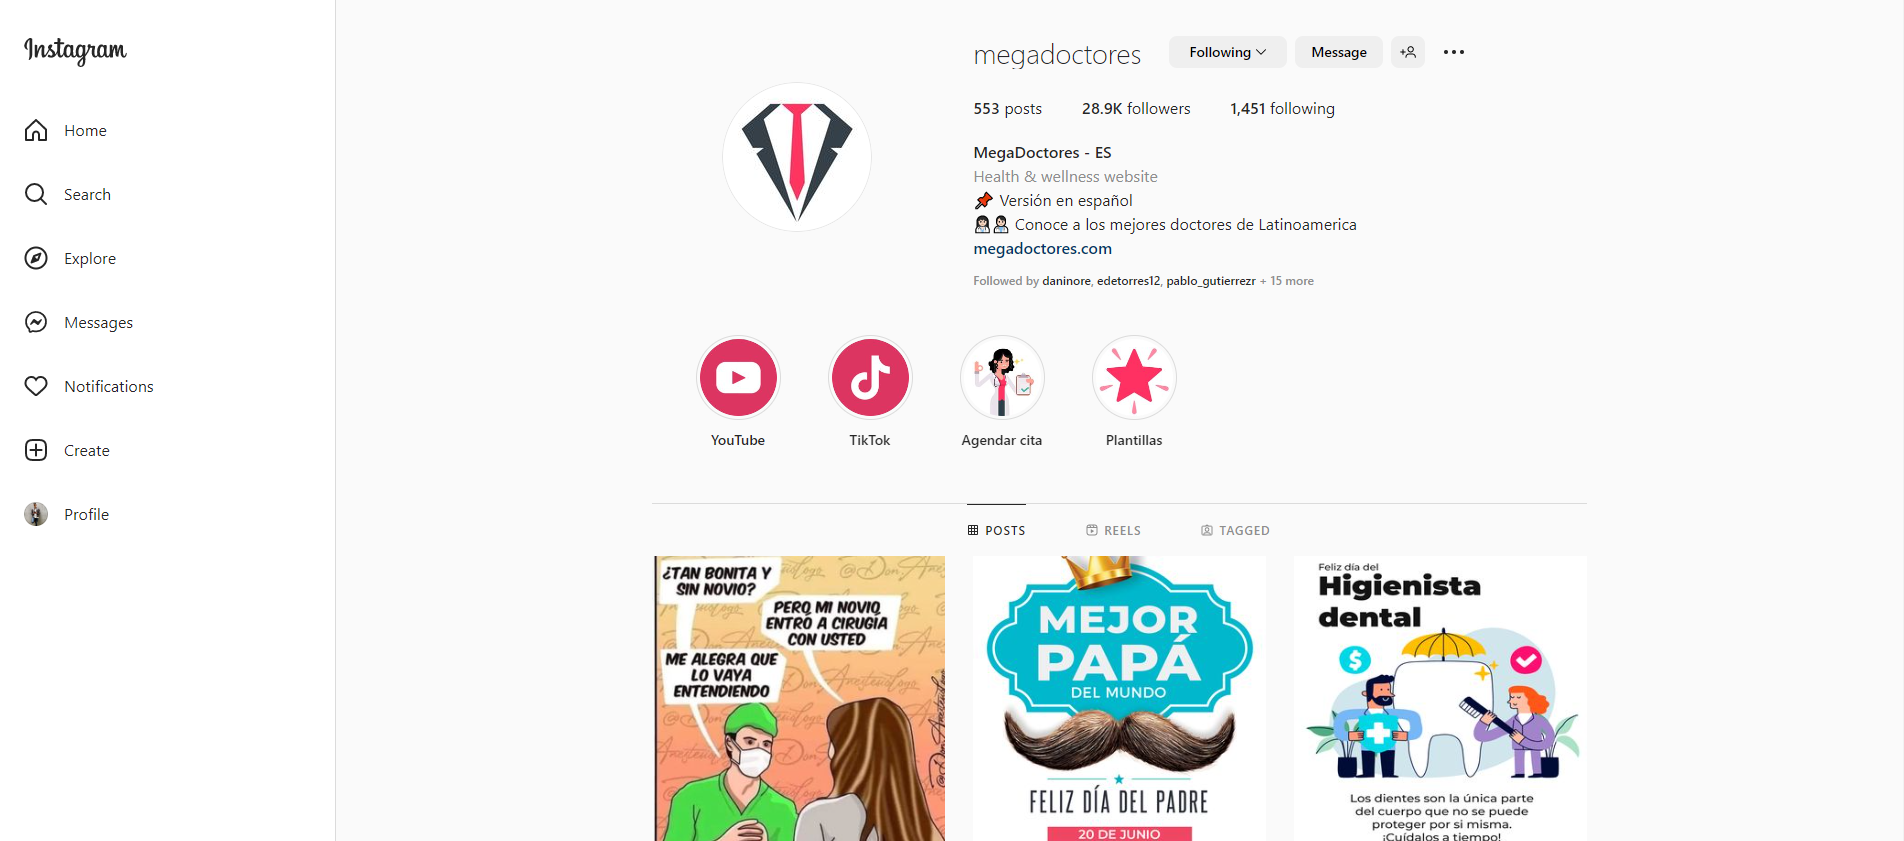 Instagram
Home
Search
Explore
Messages
Notifications
Create
Profile
megadoctores
Following
Message
553 posts
28.9K followers
1,451 following
MegaDoctores - ES
Health & wellness website
📌 Versión en español
👩🏻‍⚕️👨🏻‍⚕️ Conoce a los mejores doctores de Latinoamerica
megadoctores.com
Followed by daninore, edetorres12, pablo_gutierrezr + 15 more
YouTube
TikTok
Agendar cita
Plantillas
POSTS
REELS
TAGGED
¿TAN BONITA Y
SIN NOVIO?
PERO MI NOVIO
ENTRÓ A CIRUGÍA
CON USTED
ME ALEGRA QUE
LO VAYA
ENTENDIENDO
MEJOR
PAPÁ
DEL MUNDO
FELIZ DÍA DEL PADRE
20 DE JUNIO
Feliz día del
Higienista
dental
Los dientes son la única parte
del cuerpo que no se puede
proteger por si misma.
¡Cuídalos a tiempo!